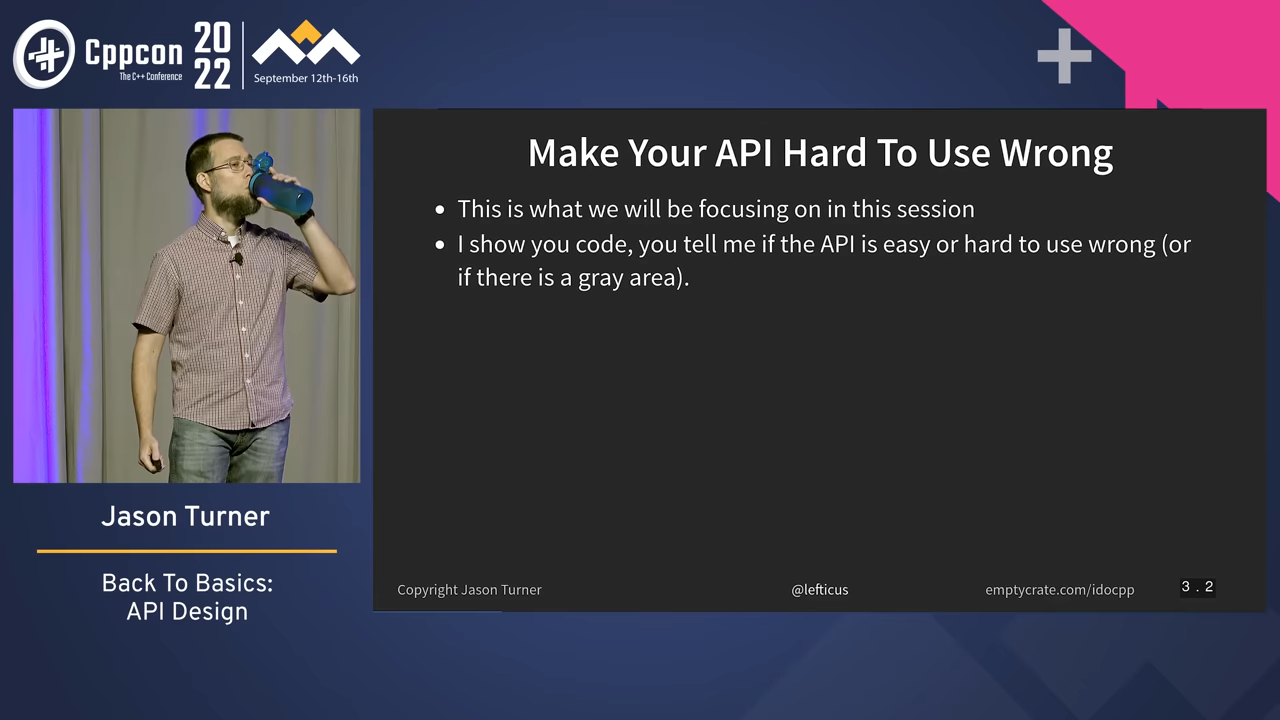 Cppcon
The C++ Conference
20
22
September 12th-16th
Make Your API Hard To Use Wrong
This is what we will be focusing on in this session
I show you code, you tell me if the API is easy or hard to use wrong (or
if there is a gray area).
Copyright Jason Turner
@lefticus
emptycrate.com/idocpp
3 . 2
Jason Turner
Back To Basics:
API Design